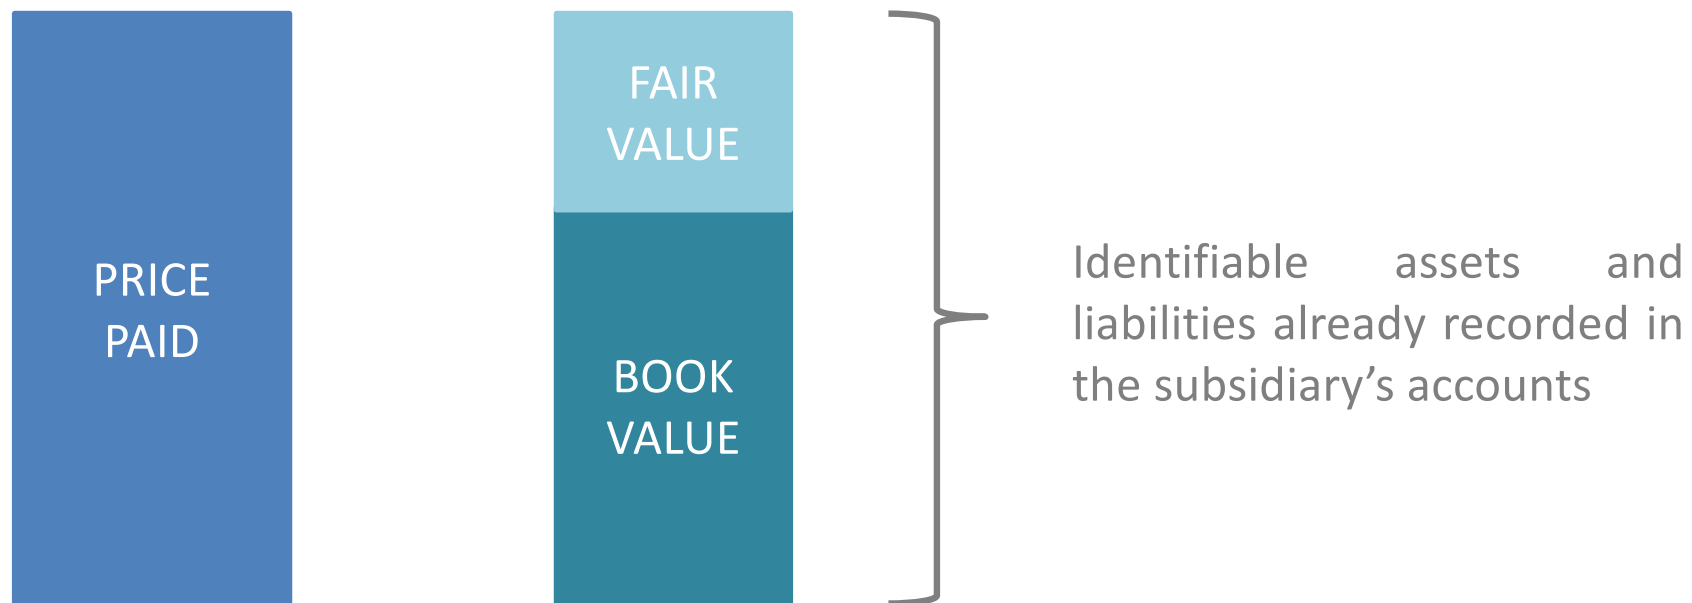 PRICE
PAID
FAIR
VALUE
BOOK
VALUE
Identifiable assets and
liabilities already recorded in
the subsidiary’s accounts